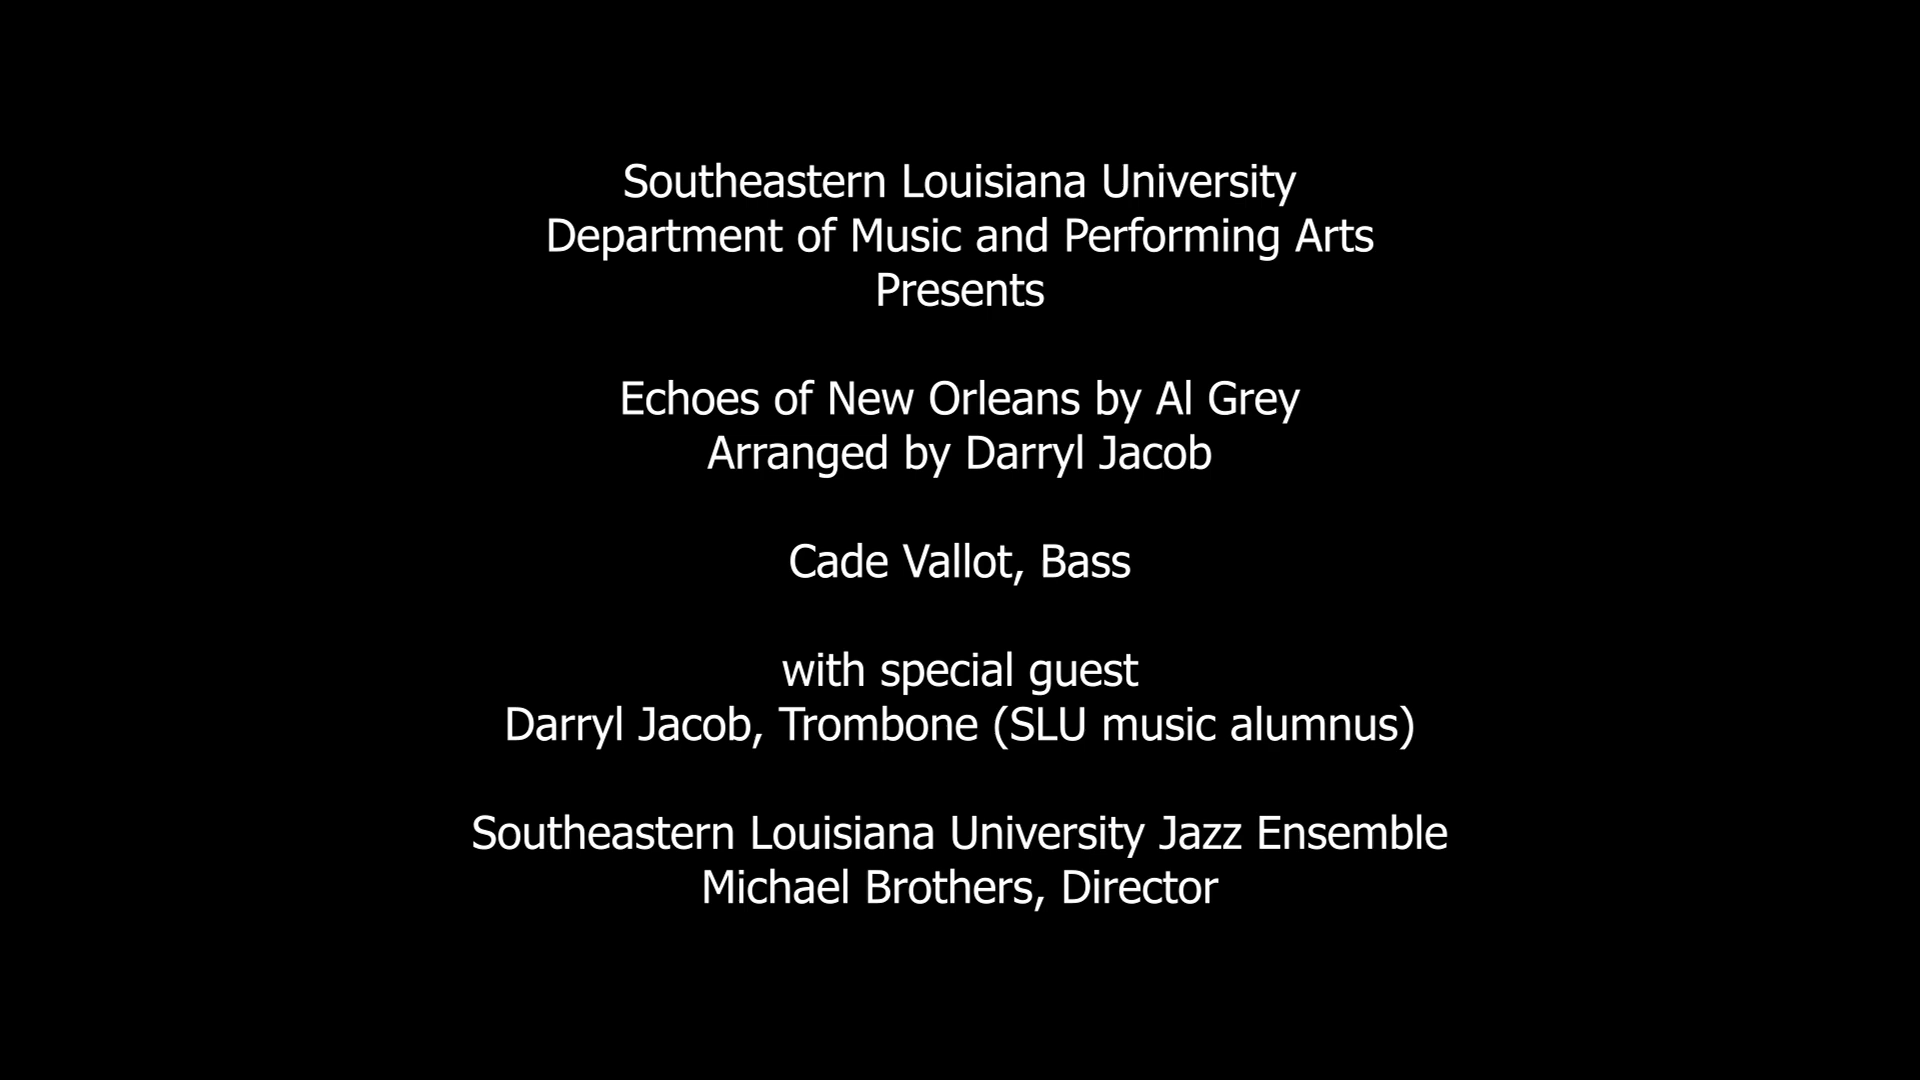 Southeastern Louisiana University
Department of Music and Performing Arts
Presents
Echoes of New Orleans by Al Grey
Arranged by Darryl Jacob
Cade Vallot, Bass
with special guest
Darryl Jacob, Trombone (SLU music alumnus)
Southeastern Louisiana University Jazz Ensemble
Michael Brothers, Director